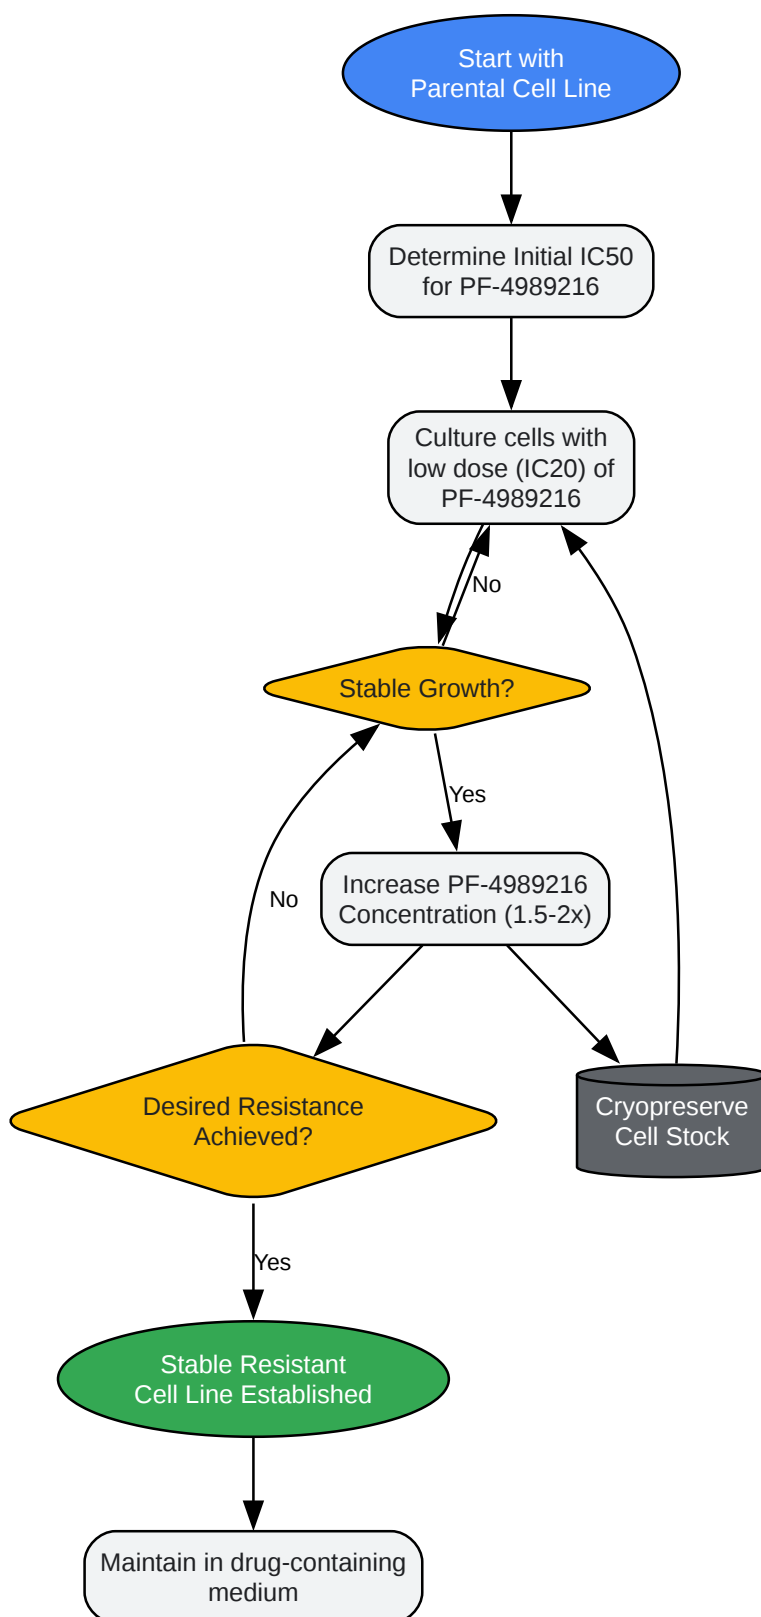 Start with
Parental Cell Line
Determine Initial IC50
for PF-4989216
Culture cells with
low dose (IC20) of
PF-4989216
No
Stable Growth?
Yes
Increase PF-4989216
Concentration (1.5-2x)
No
Desired Resistance
Achieved?
Cryopreserve
Cell Stock
Yes
Stable Resistant
Cell Line Established
Maintain in drug-containing
medium